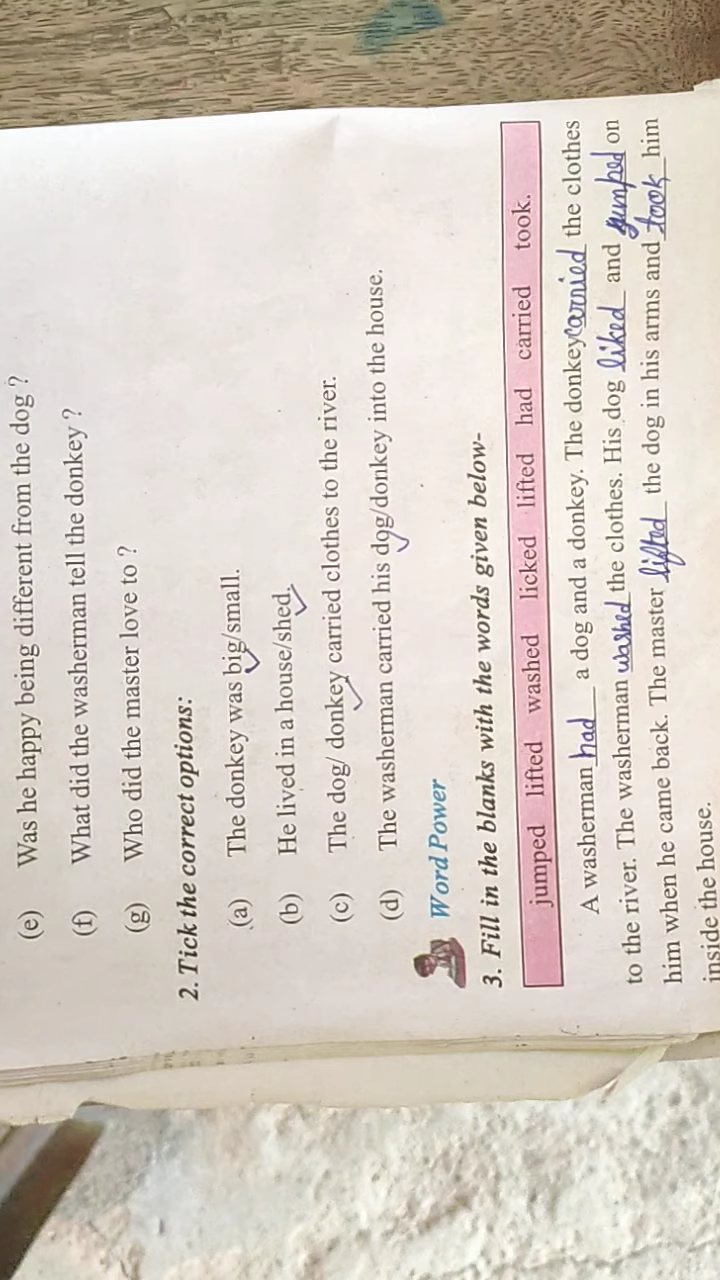 (e) Was he happy being different from the dog ?
(f) What did the washerman tell the donkey ?
(g) Who did the master love to ?
2. Tick the correct options:
(a) The donkey was big/small.
(b) He lived in a house/shed.
(c) The dog/ donkey carried clothes to the river.
(d) The washerman carried his dog/donkey into the house.
Word Power
3. Fill in the blanks with the words given below-
jumped lifted washed licked lifted had carried took.
A washerman had a dog and a donkey. The donkey carried the clothes
to the river. The washerman washed the clothes. His dog liked and jumped on
him when he came back. The master lifted the dog in his arms and took him
inside the house.